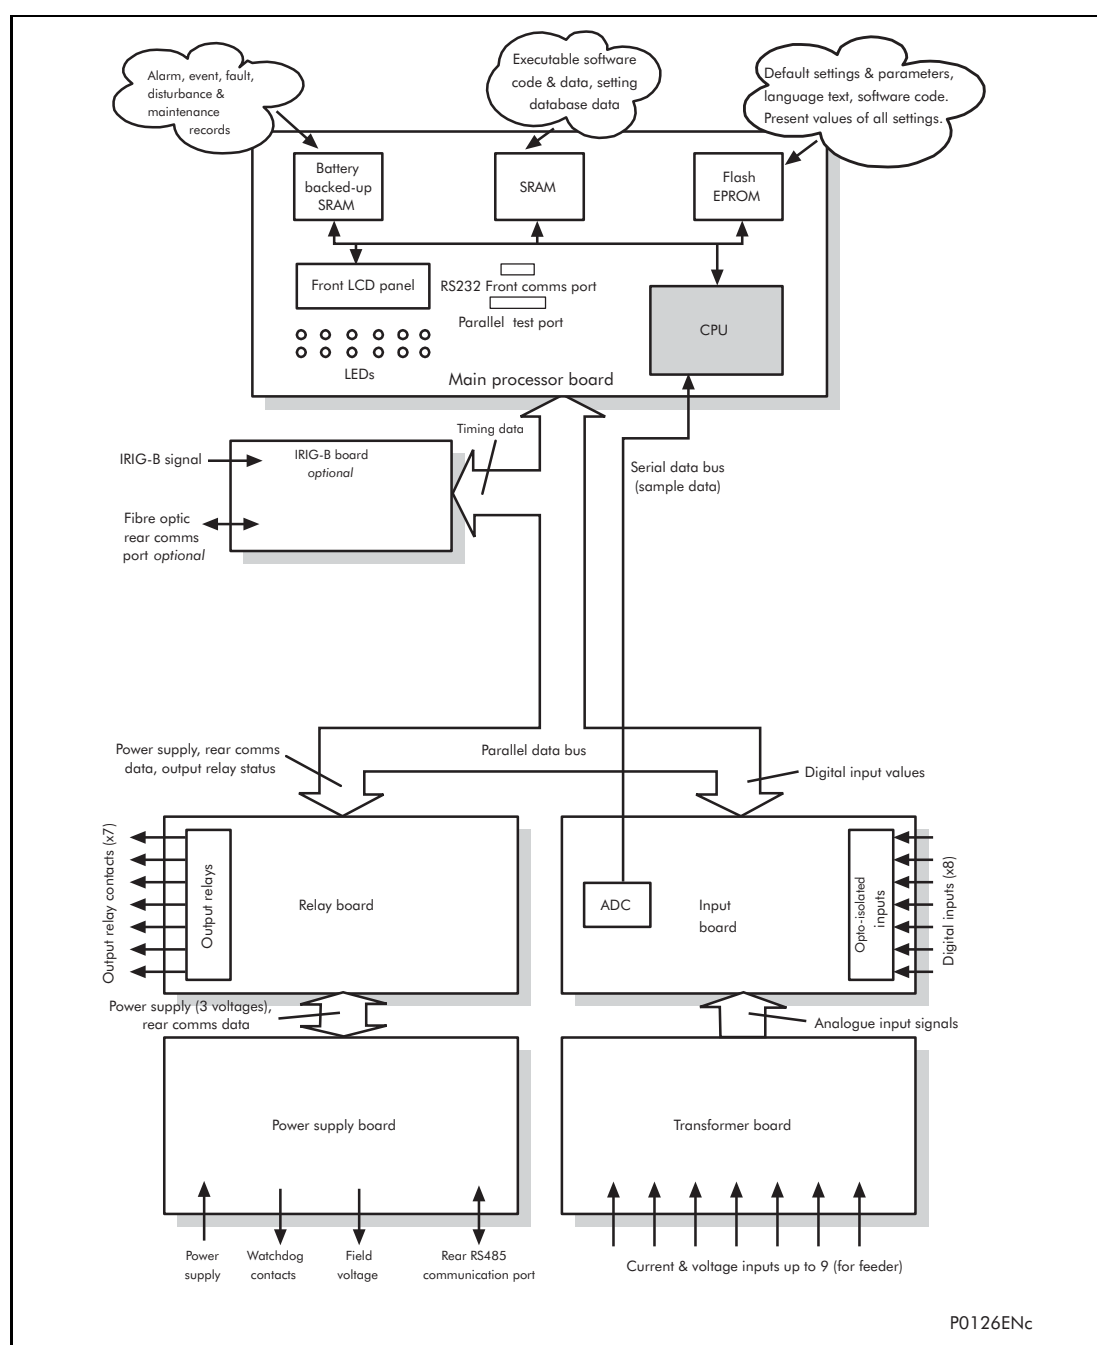 Alarm, event, fault,
disturbance &
maintenance
records
Executable software
code & data, setting
database data
Default settings & parameters,
language text, software code.
Present values of all settings.
Battery
backed-up
SRAM
SRAM
Flash
EPROM
Front LCD panel
RS232 Front comms port
Parallel test port
CPU
LEDs
Main processor board
Timing data
IRIG-B signal
IRIG-B board
optional
Serial data bus
(sample data)
Fibre optic
rear comms
port optional
Power supply, rear comms
data, output relay status
Parallel data bus
Digital input values
Output relay contacts (x7)
Output relays
Relay board
ADC
Input
board
Opto-isolated
inputs
Digital inputs (x8)
Power supply (3 voltages),
rear comms data
Analogue input signals
Power supply board
Transformer board
Power
supply
Watchdog
contacts
Field
voltage
Rear RS485
communication port
Current & voltage inputs up to 9 (for feeder)
P0126ENc